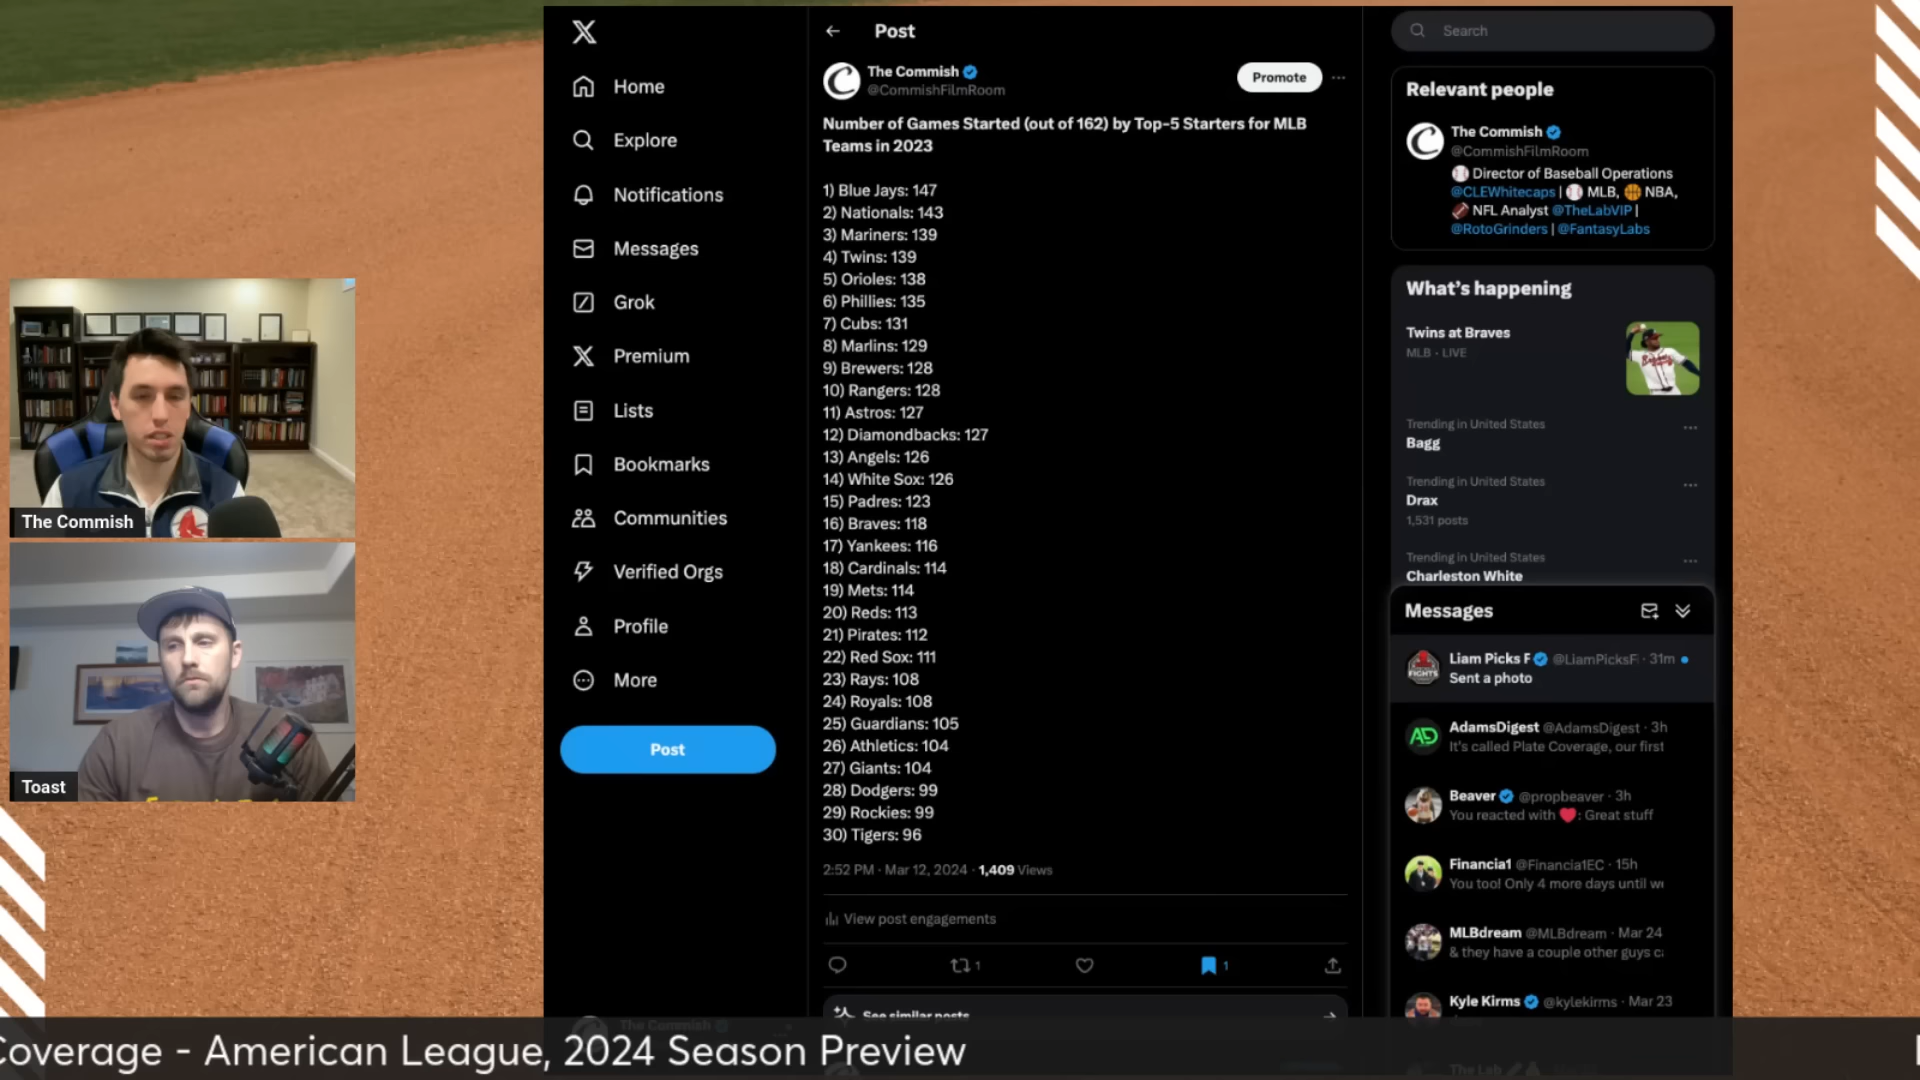 Home
Explore
Notifications
Messages
Grok
Premium
Lists
Bookmarks
Communities
Verified Orgs
Profile
More
Post
Post
The Commish
@CommishFilmRoom
Promote
Number of Games Started (out of 162) by Top-5 Starters for MLB
Teams in 2023
1) Blue Jays: 147
2) Nationals: 143
3) Mariners: 139
4) Twins: 139
5) Orioles: 138
6) Phillies: 135
7) Cubs: 131
8) Marlins: 129
9) Brewers: 128
10) Rangers: 128
11) Astros: 127
12) Diamondbacks: 127
13) Angels: 126
14) White Sox: 126
15) Padres: 123
16) Braves: 118
17) Yankees: 116
18) Cardinals: 114
19) Mets: 114
20) Reds: 113
21) Pirates: 112
22) Red Sox: 111
23) Rays: 108
24) Royals: 108
25) Guardians: 105
26) Athletics: 104
27) Giants: 104
28) Dodgers: 99
29) Rockies: 99
30) Tigers: 96
2:52 PM · Mar 12, 2024 · 1,409 Views
View post engagements
1
1
See similar posts
Search
Relevant people
The Commish
@CommishFilmRoom
Director of Baseball Operations
@CLEWhitecaps | MLB, NBA,
NFL Analyst @TheLabVIP |
@RotoGrinders | @FantasyLabs
What's happening
Twins at Braves
MLB · LIVE
Trending in United States
Bagg
Trending in United States
Drax
1,531 posts
Trending in United States
Charleston White
Messages
Liam Picks F @LiamPicksF · 31m
Sent a photo
AdamsDigest @AdamsDigest · 3h
It's called Plate Coverage, our first
Beaver @propbeaver · 3h
You reacted with ❤️: Great stuff
Financia1 @Financia1EC · 15h
You too! Only 4 more days until we
MLBdream @MLBdream · Mar 24
& they have a couple other guys
Kyle Kirms @kylekirms · Mar 23
The Lab
The Commish
The Commish
Toast
Coverage - American League, 2024 Season Preview